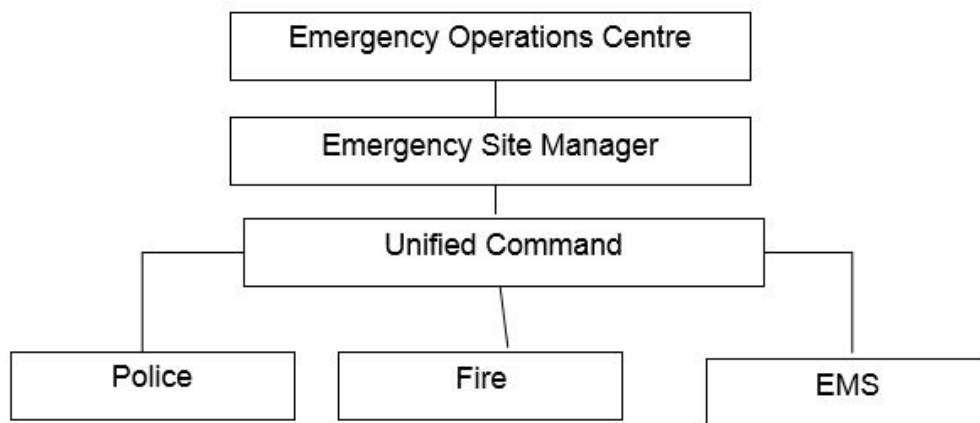 Emergency Operations Centre
Emergency Site Manager
Unified Command
Police
Fire
EMS